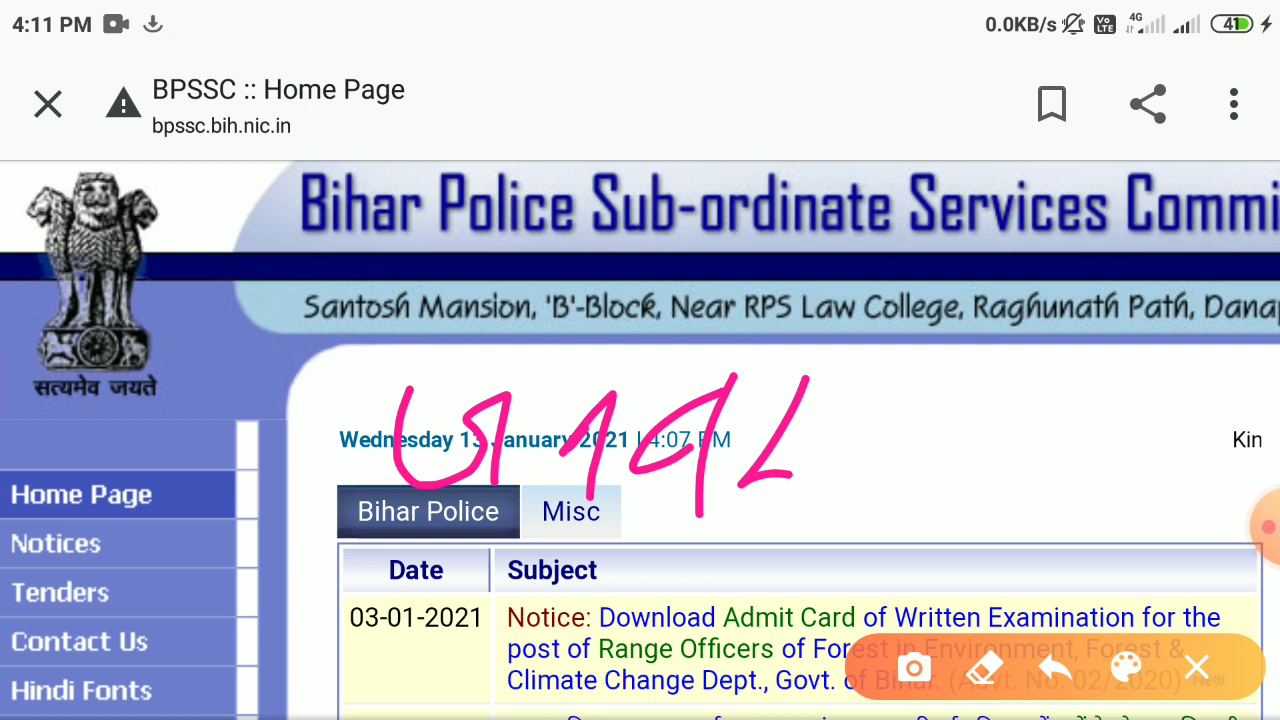 4:11 PM 0.0KB/s Vo LTE 4G 41
BPSSC :: Home Page
bpssc.bih.nic.in
Bihar Police Sub-ordinate Services Commi
Santosh Mansion, 'B'-Block, Near RPS Law College, Raghunath Path, Danap
सत्यमेव जयते
Wednesday 13 January 2021 | 4:07 PM
Kin
Home Page
Notices
Tenders
Contact Us
Hindi Fonts
Bihar Police Misc
Date Subject
03-01-2021 Notice: Download Admit Card of Written Examination for the
post of Range Officers of Forest in Environment, Forest &
Climate Change Dept., Govt. of Bihar. (Advt. No. 02/2020) New